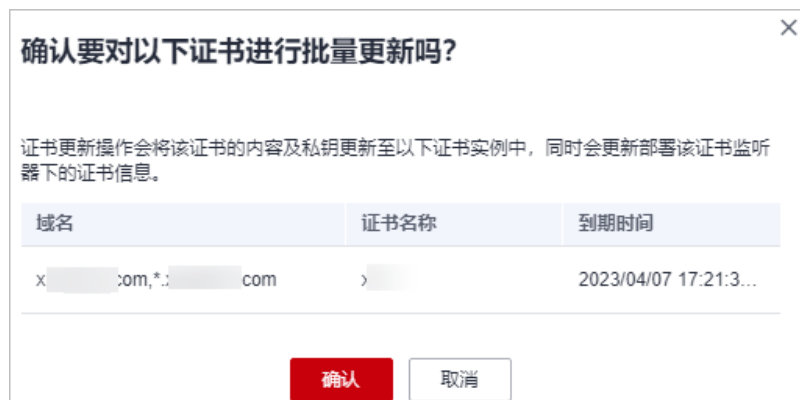 确认要对以下证书进行批量更新吗？
证书更新操作会将该证书的内容及私钥更新至以下证书实例中，同时会更新部署该证书监听
器下的证书信息。
域名 证书名称 到期时间
x com,*. com x 2023/04/07 17:21:3...
确认 取消